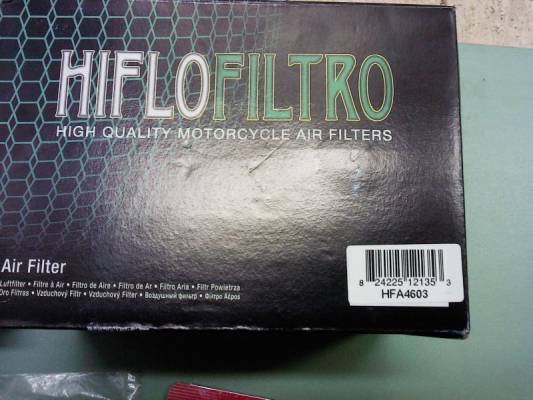 HIFLOFILTRO
HIGH QUALITY MOTORCYCLE AIR FILTERS
Air Filter
Luftfilter • Filtre à Air • Filtro de Aire • Filtro de Ar • Filtro Aria • Filtr Powietrza
Oro Filtras • Vzduchový Filtr • Vzduchový Filter • Воздушный фильтр • Φίλτρο Αέρος
8 24225 12135 3
HFA4603